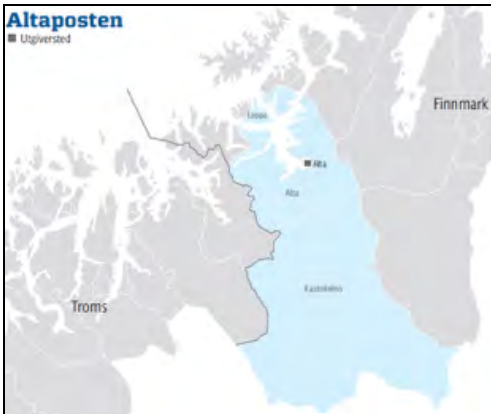 Altaposten
Utgiversted
Finnmark
Loppa
Alta
Alta
Kautokeino
Troms